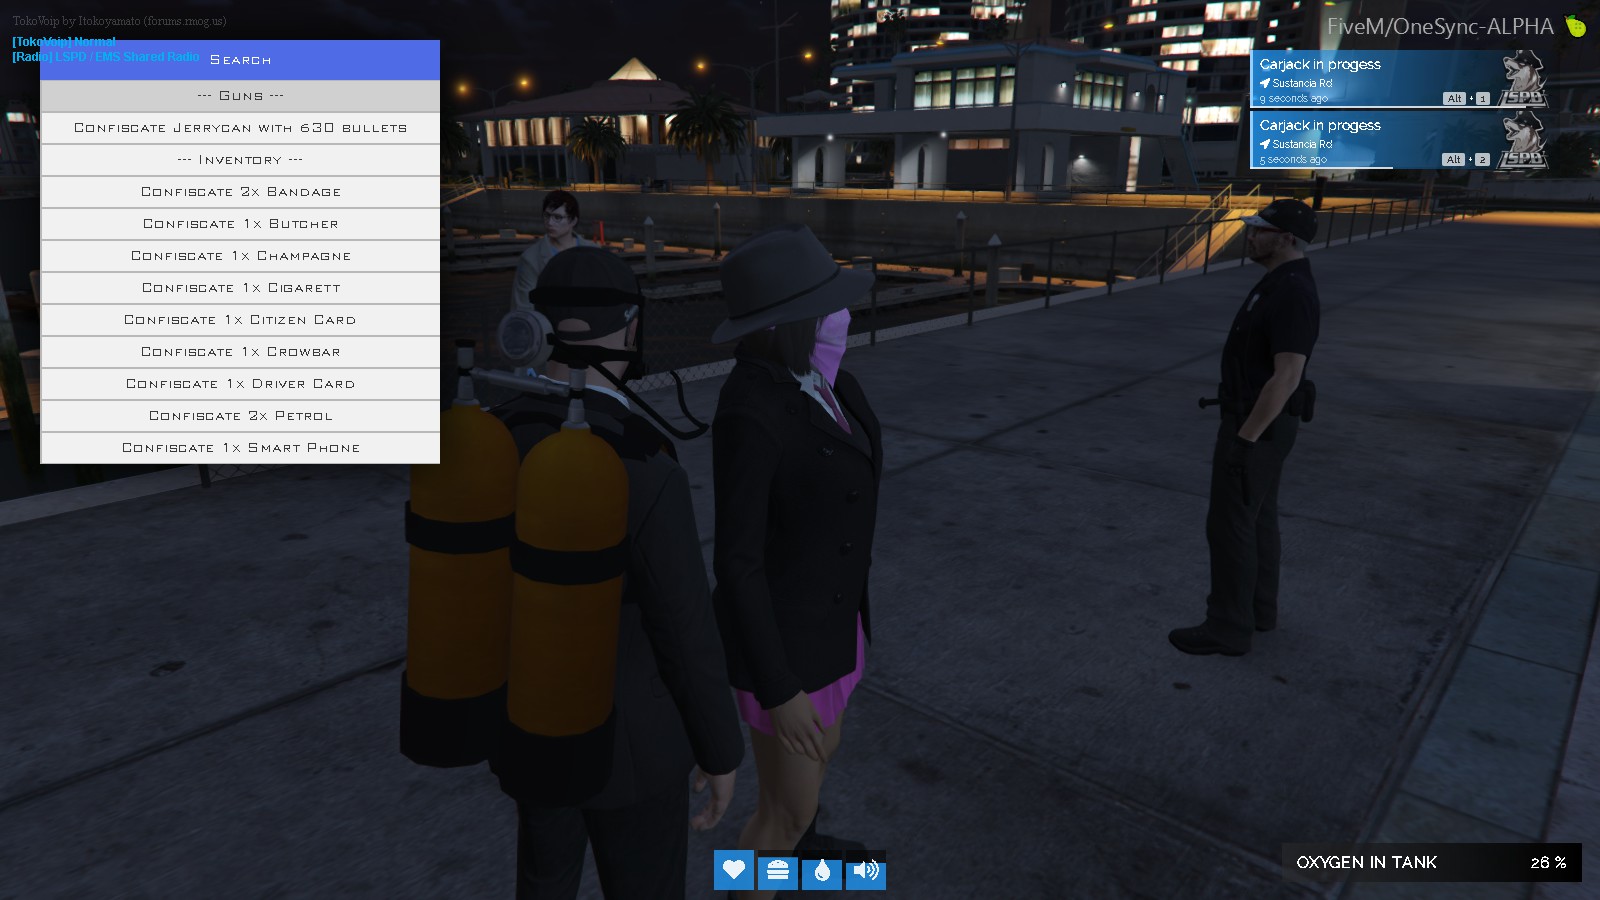 TokoVoip by Itokoyamato (forums.rmog.us)
[TokoVoip] Normal
[Radio] LSPD / EMS Shared Radio
Search
--- Guns ---
Confiscate Jerrycan with 630 bullets
--- Inventory ---
Confiscate 2x Bandage
Confiscate 1x Butcher
Confiscate 1x Champagne
Confiscate 1x Cigarett
Confiscate 1x Citizen Card
Confiscate 1x Crowbar
Confiscate 1x Driver Card
Confiscate 2x Petrol
Confiscate 1x Smart Phone
FiveM/OneSync-ALPHA
Carjack in progess
Sustancia Rd
9 seconds ago
Alt + 1
LSPD
Carjack in progess
Sustancia Rd
5 seconds ago
Alt + 2
LSPD
OXYGEN IN TANK 26 %